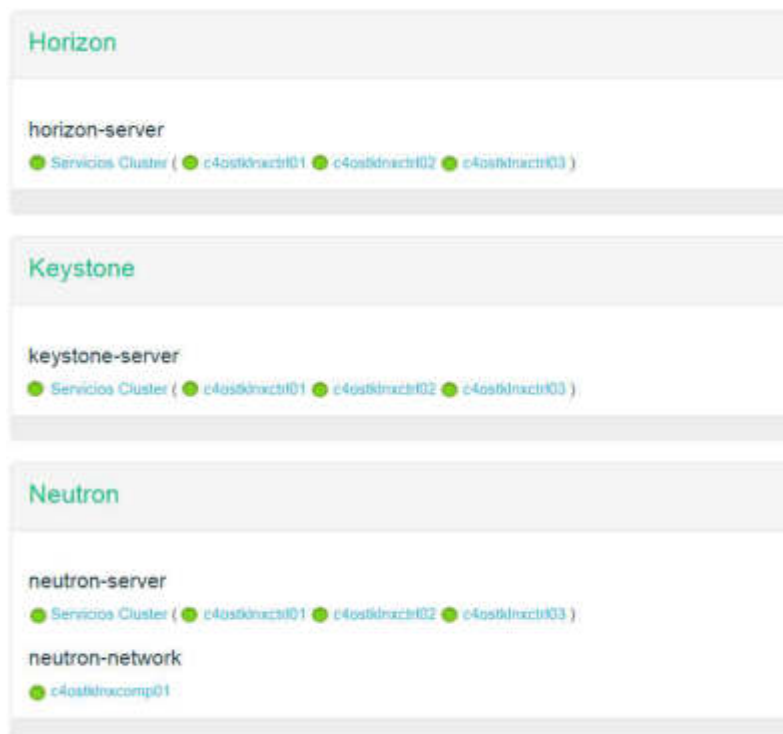 Horizon
horizon-server
Servicios Cluster ( c4ostklnxctrl01 c4ostklnxctrl02 c4ostklnxctrl03 )
Keystone
keystone-server
Servicios Cluster ( c4ostklnxctrl01 c4ostklnxctrl02 c4ostklnxctrl03 )
Neutron
neutron-server
Servicios Cluster ( c4ostklnxctrl01 c4ostklnxctrl02 c4ostklnxctrl03 )
neutron-network
c4ostklnxcomp01